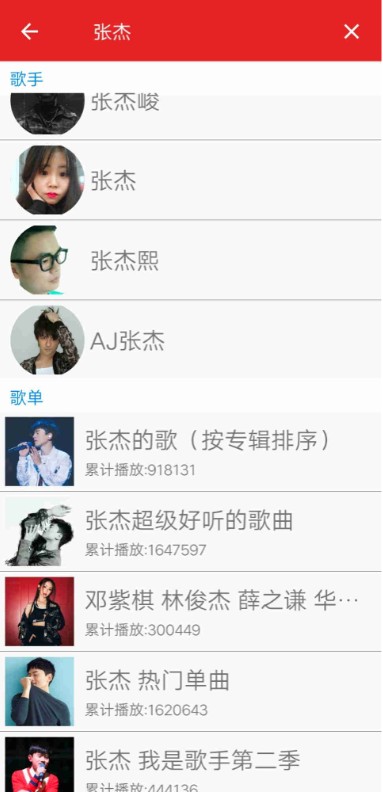 张杰
歌手
张杰峻
张杰
张杰熙
AJ张杰
歌单
张杰的歌（按专辑排序）
累计播放:918131
张杰超级好听的歌曲
累计播放:1647597
邓紫棋 林俊杰 薛之谦 华…
累计播放:300449
张杰 热门单曲
累计播放:1620643
张杰 我是歌手第二季
累计播放:444136